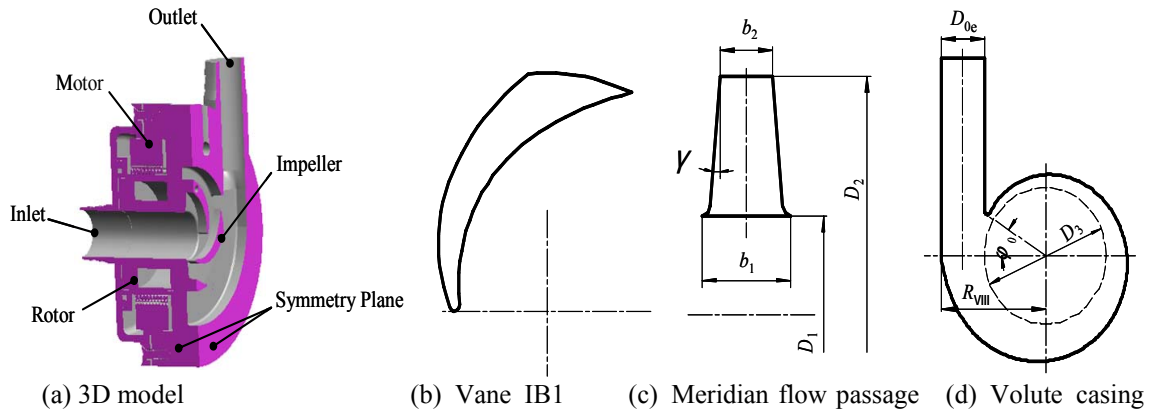 Outlet
Motor
Impeller
Inlet
Rotor
Symmetry Plane
(a) 3D model
(b) Vane IB1
b₂
γ
D₂
b₁
D₁
(c) Meridian flow passage
D₀ₑ
D₃
φ₀
R_VIII
(d) Volute casing